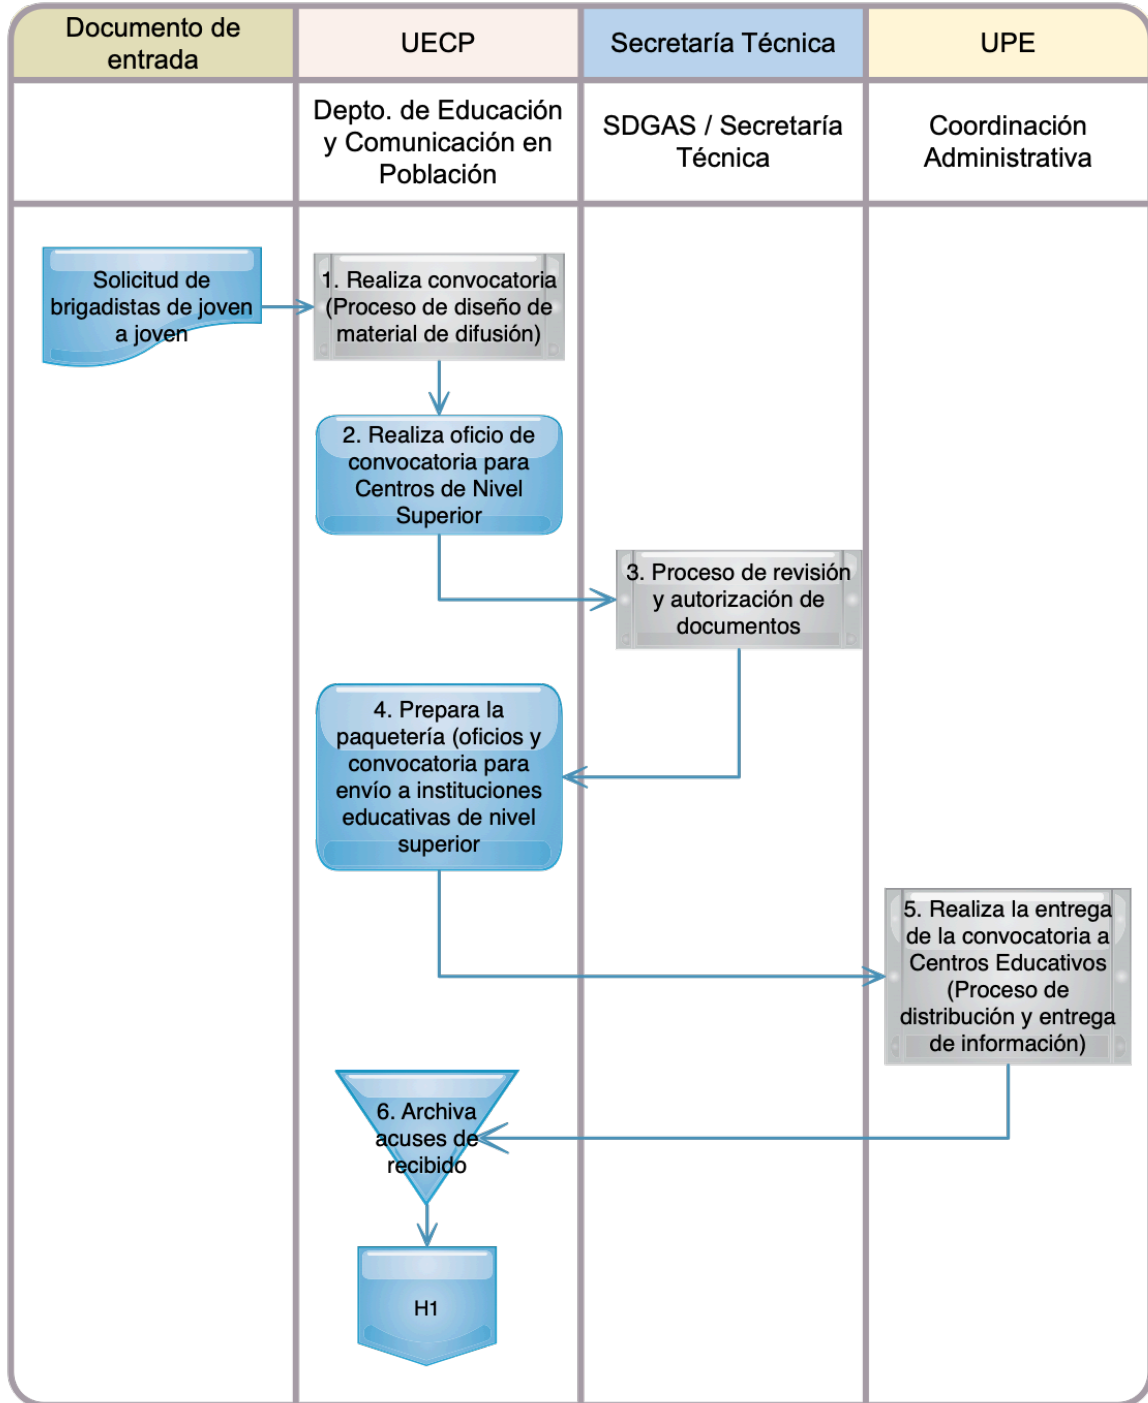 Documento de
entrada
UECP
Secretaría Técnica
UPE
Depto. de Educación
y Comunicación en
Población
SDGAS / Secretaría
Técnica
Coordinación
Administrativa
Solicitud de
brigadistas de joven
a joven
1. Realiza convocatoria
(Proceso de diseño de
material de difusión)
2. Realiza oficio de
convocatoria para
Centros de Nivel
Superior
3. Proceso de revisión
y autorización de
documentos
4. Prepara la
paquetería (oficios y
convocatoria para
envío a instituciones
educativas de nivel
superior
5. Realiza la entrega
de la convocatoria a
Centros Educativos
(Proceso de
distribución y entrega
de información)
6. Archiva
acuses de
recibido
H1